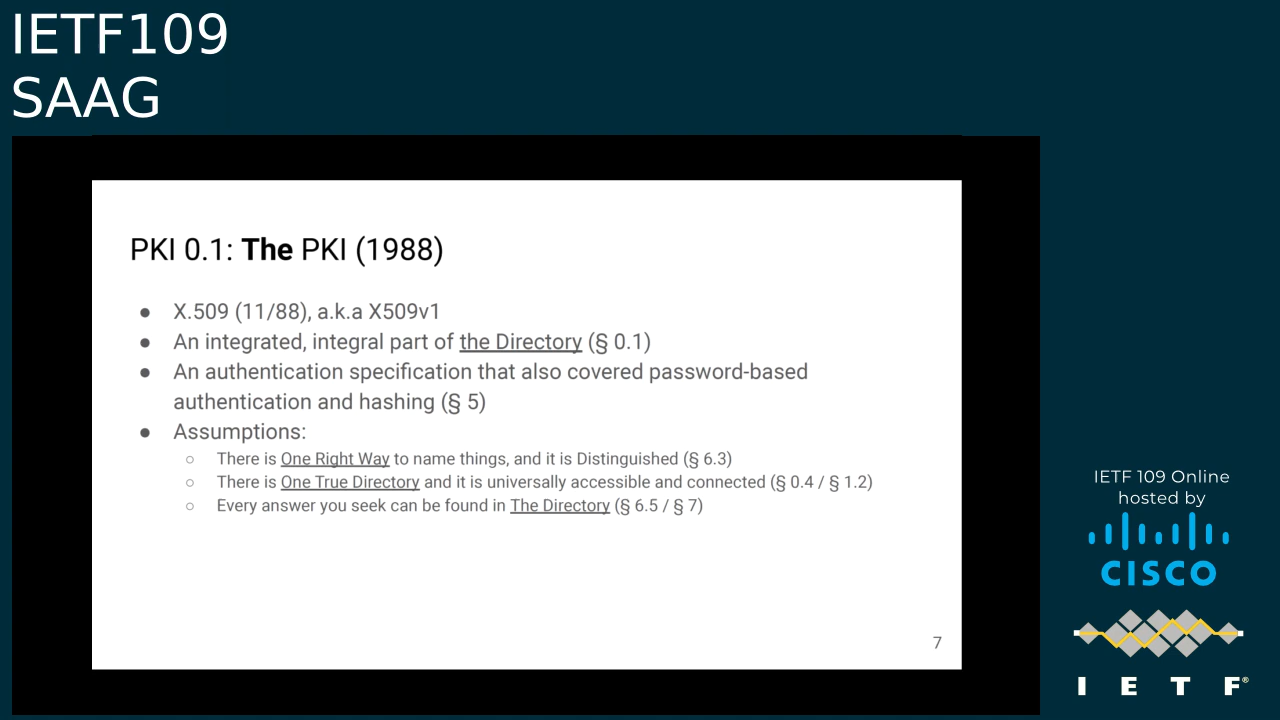 IETF109
SAAG
PKI 0.1: The PKI (1988)
● X.509 (11/88), a.k.a X509v1
● An integrated, integral part of the Directory (§ 0.1)
● An authentication specification that also covered password-based
authentication and hashing (§ 5)
● Assumptions:
○ There is One Right Way to name things, and it is Distinguished (§ 6.3)
○ There is One True Directory and it is universally accessible and connected (§ 0.4 / § 1.2)
○ Every answer you seek can be found in The Directory (§ 6.5 / § 7)
7
IETF 109 Online
hosted by
CISCO
I E T F®